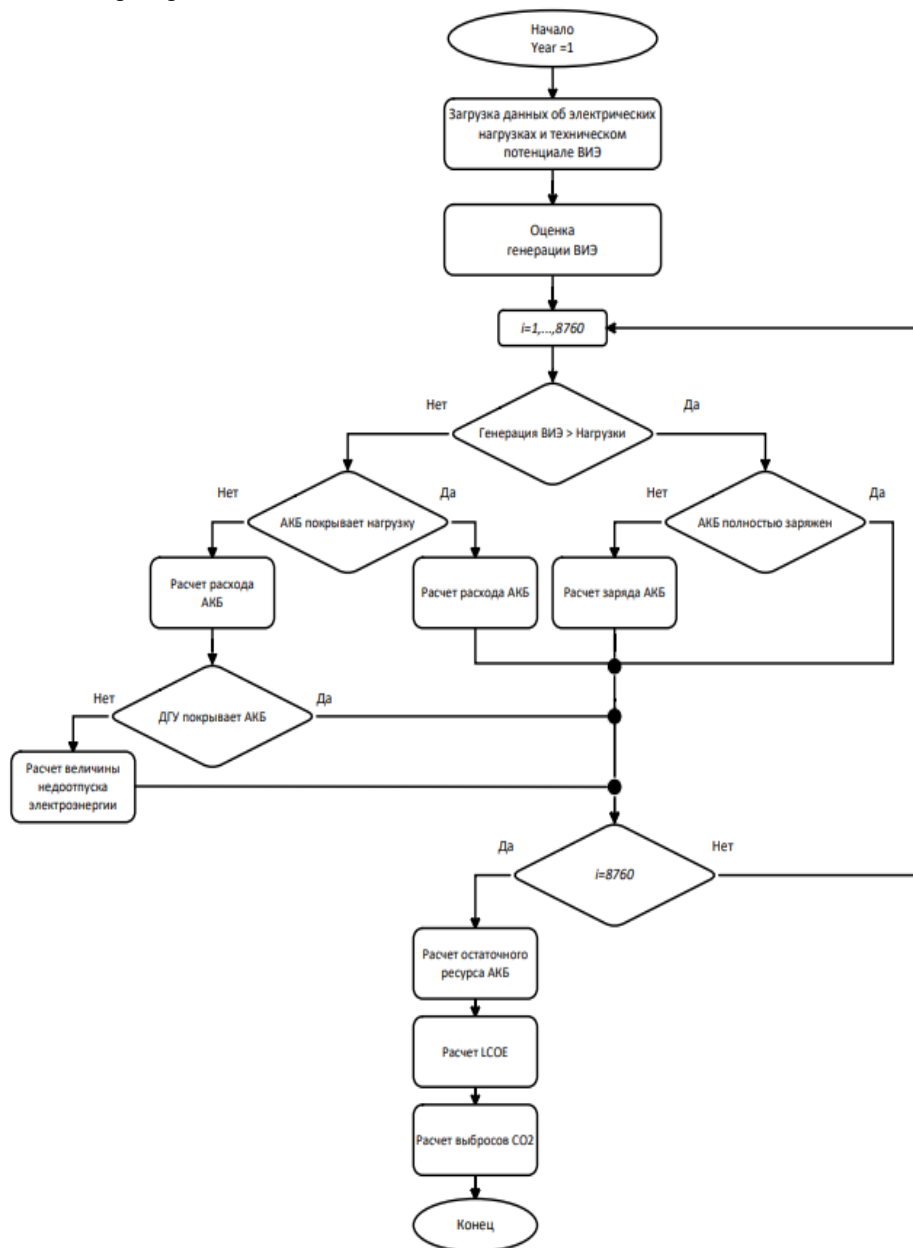 Начало
Year =1
Загрузка данных об электрических
нагрузках и техническом
потенциале ВИЭ
Оценка
генерации ВИЭ
i=1,...,8760
Нет
Да
Генерация ВИЭ > Нагрузки
Нет
Да
Нет
Да
АКБ покрывает нагрузку
АКБ полностью заряжен
Расчет расхода
АКБ
Расчет расхода АКБ
Расчет заряда АКБ
Нет
Да
ДГУ покрывает АКБ
Расчет величины
недоотпуска
электроэнергии
Да
Нет
i=8760
Расчет остаточного
ресурса АКБ
Расчет LCOE
Расчет выбросов CO2
Конец